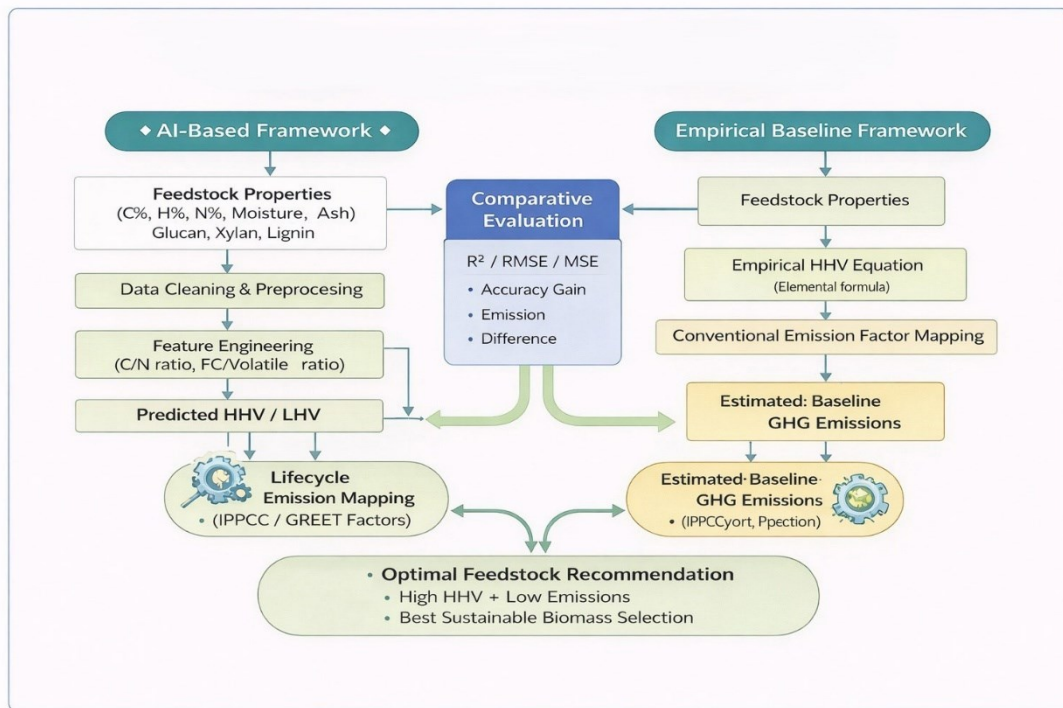 AI-Based Framework
Feedstock Properties
(C%, H%, N%, Moisture, Ash)
Glucan, Xylan, Lignin
Data Cleaning & Preprocesing
Feature Engineering
(C/N ratio, FC/Volatile ratio)
Predicted HHV / LHV
Lifecycle
Emission Mapping
• (IPPCC / GREET Factors)
Comparative
Evaluation
R² / RMSE / MSE
• Accuracy Gain
• Emission
• Difference
Empirical Baseline Framework
Feedstock Properties
Empirical HHV Equation
(Elemental formula)
Conventional Emission Factor Mapping
Estimated: Baseline
GHG Emissions
Estimated·Baseline·
GHG Emissions
• (IPPCCyort, Ppection)
• Optimal Feedstock Recommendation
• High HHV + Low Emissions
• Best Sustainable Biomass Selection